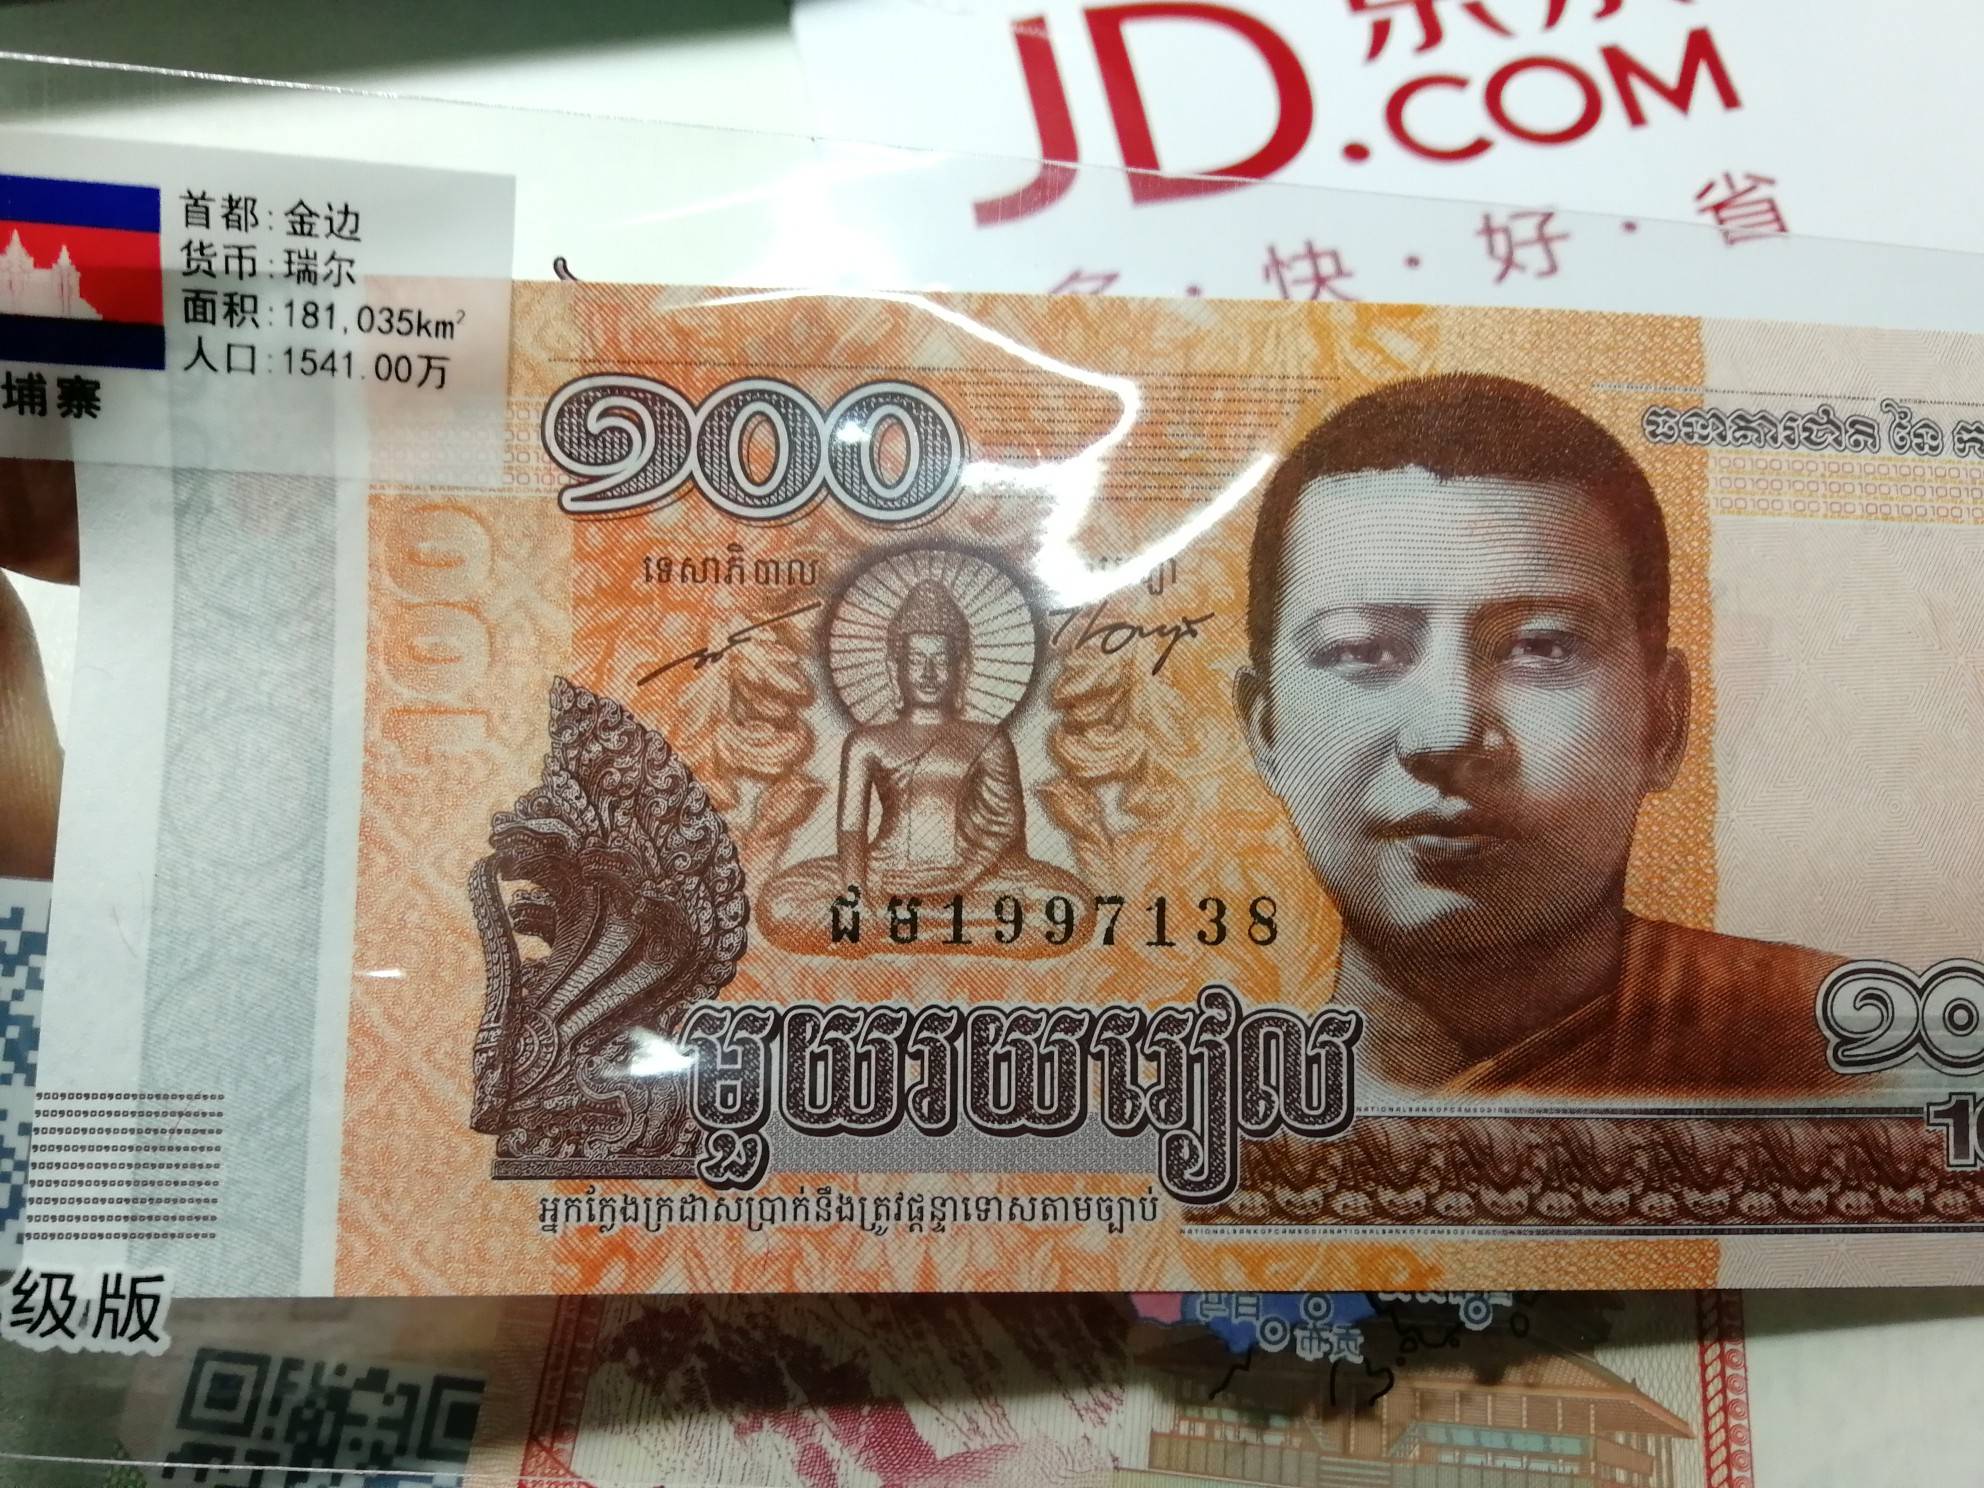 JD.COM
快·好·省
首都:金边
货币:瑞尔
面积:181,035km²
人口:1541.00万
埔寨
១០០
ធនាគារជាតិ នៃ
100
ទេសាភិបាល
ជម1997138
មួយរយរៀល
អ្នកក្លែងក្រដាសប្រាក់នឹងត្រូវផ្តន្ទាទោសតាមច្បាប់
NATIONALBANKOFCAMBODIA
级版